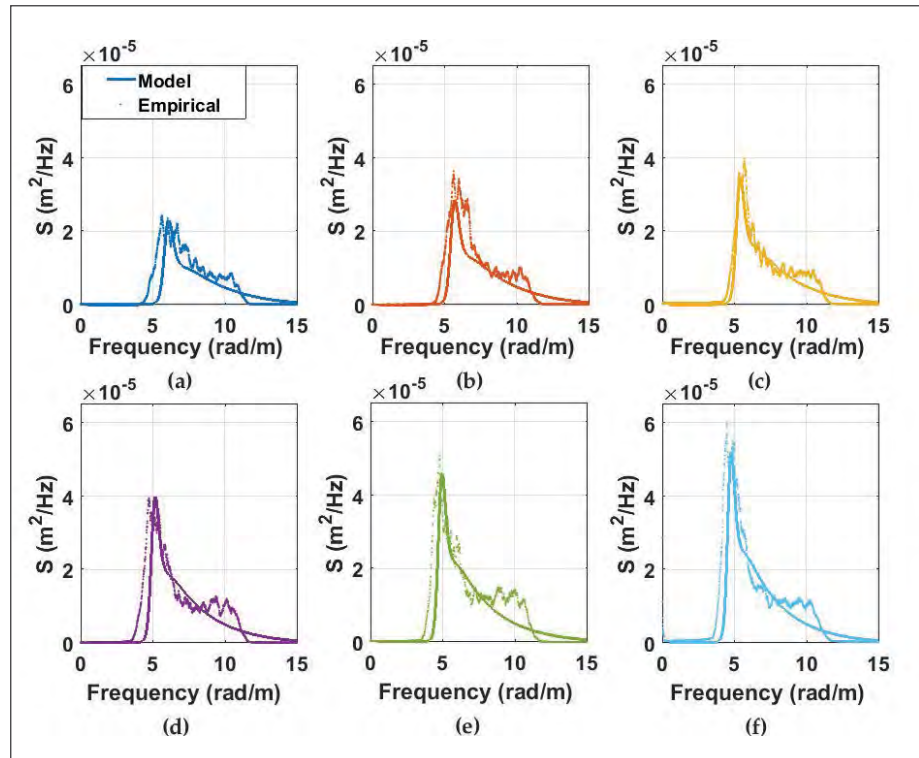 ×10⁻⁵ ×10⁻⁵ ×10⁻⁵
Model
Empirical
S (m²/Hz)
6
4
2
0
0 5 10 15
Frequency (rad/m)
(a)
S (m²/Hz)
6
4
2
0
0 5 10 15
Frequency (rad/m)
(b)
S (m²/Hz)
6
4
2
0
0 5 10 15
Frequency (rad/m)
(c)
×10⁻⁵ ×10⁻⁵ ×10⁻⁵
S (m²/Hz)
6
4
2
0
0 5 10 15
Frequency (rad/m)
(d)
S (m²/Hz)
6
4
2
0
0 5 10 15
Frequency (rad/m)
(e)
S (m²/Hz)
6
4
2
0
0 5 10 15
Frequency (rad/m)
(f)